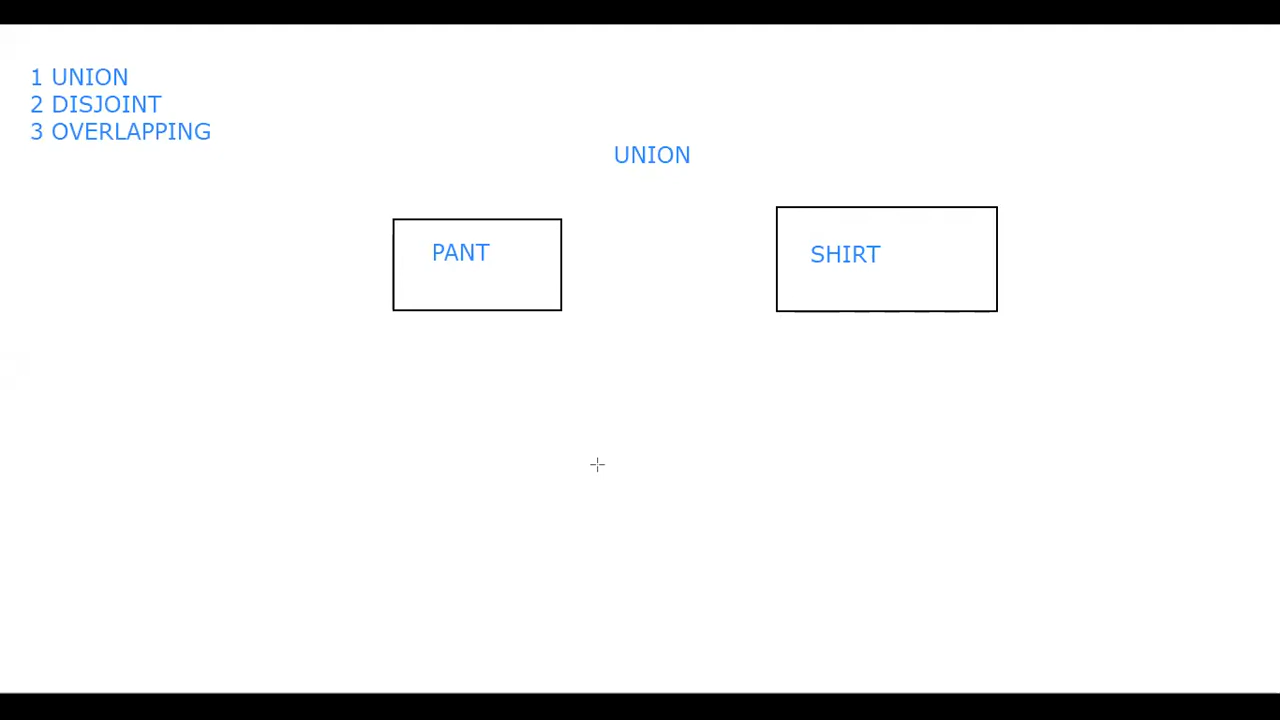 1 UNION
2 DISJOINT
3 OVERLAPPING
UNION
PANT
SHIRT